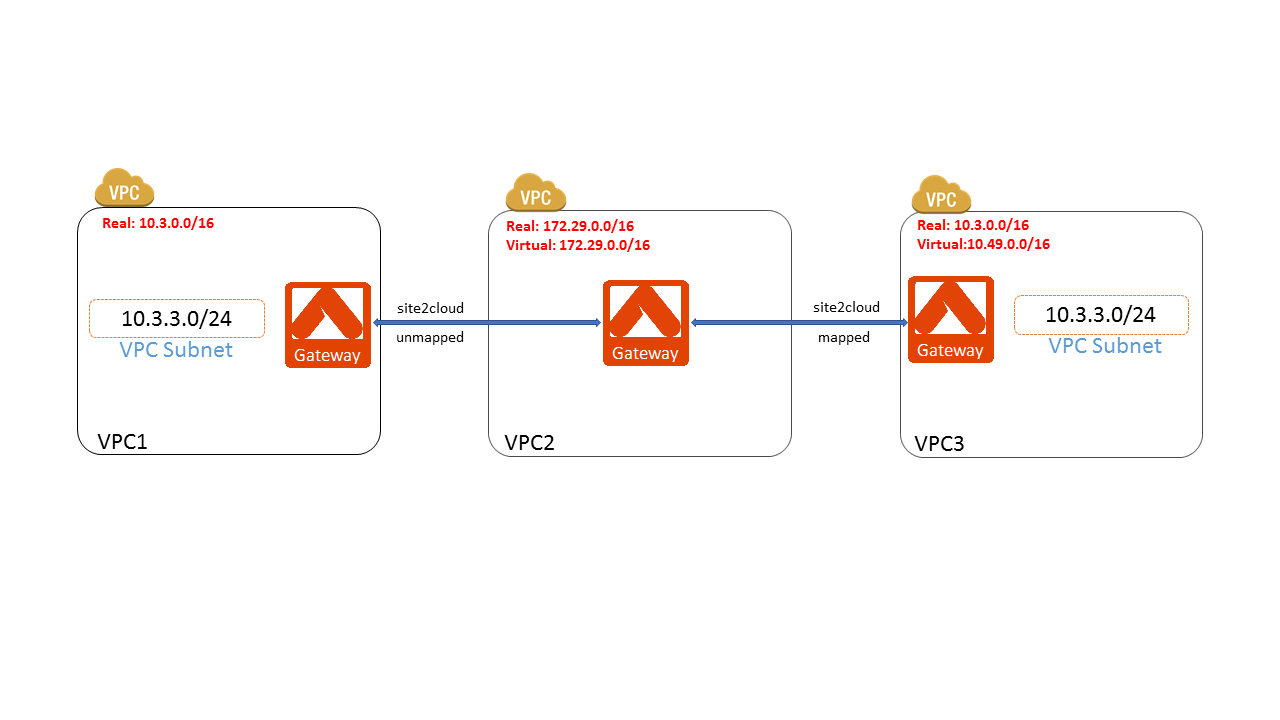 VPC
Real: 10.3.0.0/16
10.3.3.0/24
VPC Subnet
Gateway
VPC1
site2cloud
unmapped
VPC
Real: 172.29.0.0/16
Virtual: 172.29.0.0/16
Gateway
VPC2
site2cloud
mapped
VPC
Real: 10.3.0.0/16
Virtual:10.49.0.0/16
Gateway
10.3.3.0/24
VPC Subnet
VPC3